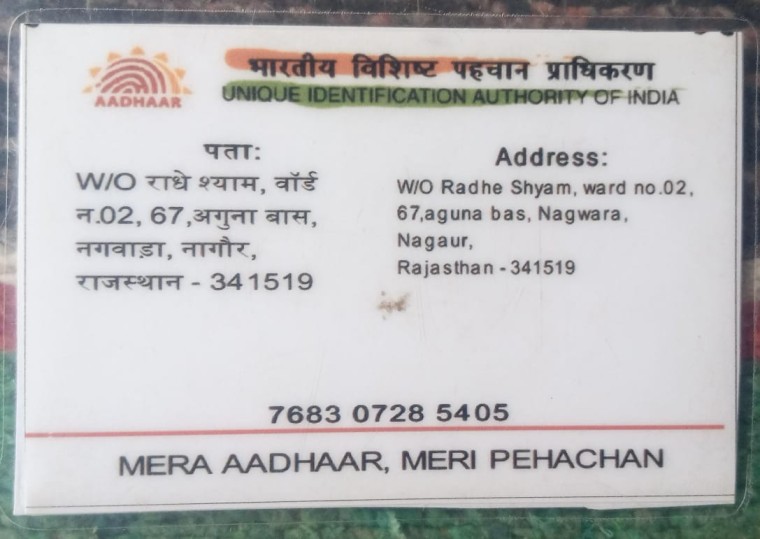 AADHAAR
भारतीय विशिष्ट पहचान प्राधिकरण
UNIQUE IDENTIFICATION AUTHORITY OF INDIA
पता:
W/O राधे श्याम, वॉर्ड
न.02, 67,अगुना बास,
नगवाडा, नागौर,
राजस्थान - 341519
Address:
W/O Radhe Shyam, ward no.02,
67,aguna bas, Nagwara,
Nagaur,
Rajasthan - 341519
7683 0728 5405
MERA AADHAAR, MERI PEHACHAN